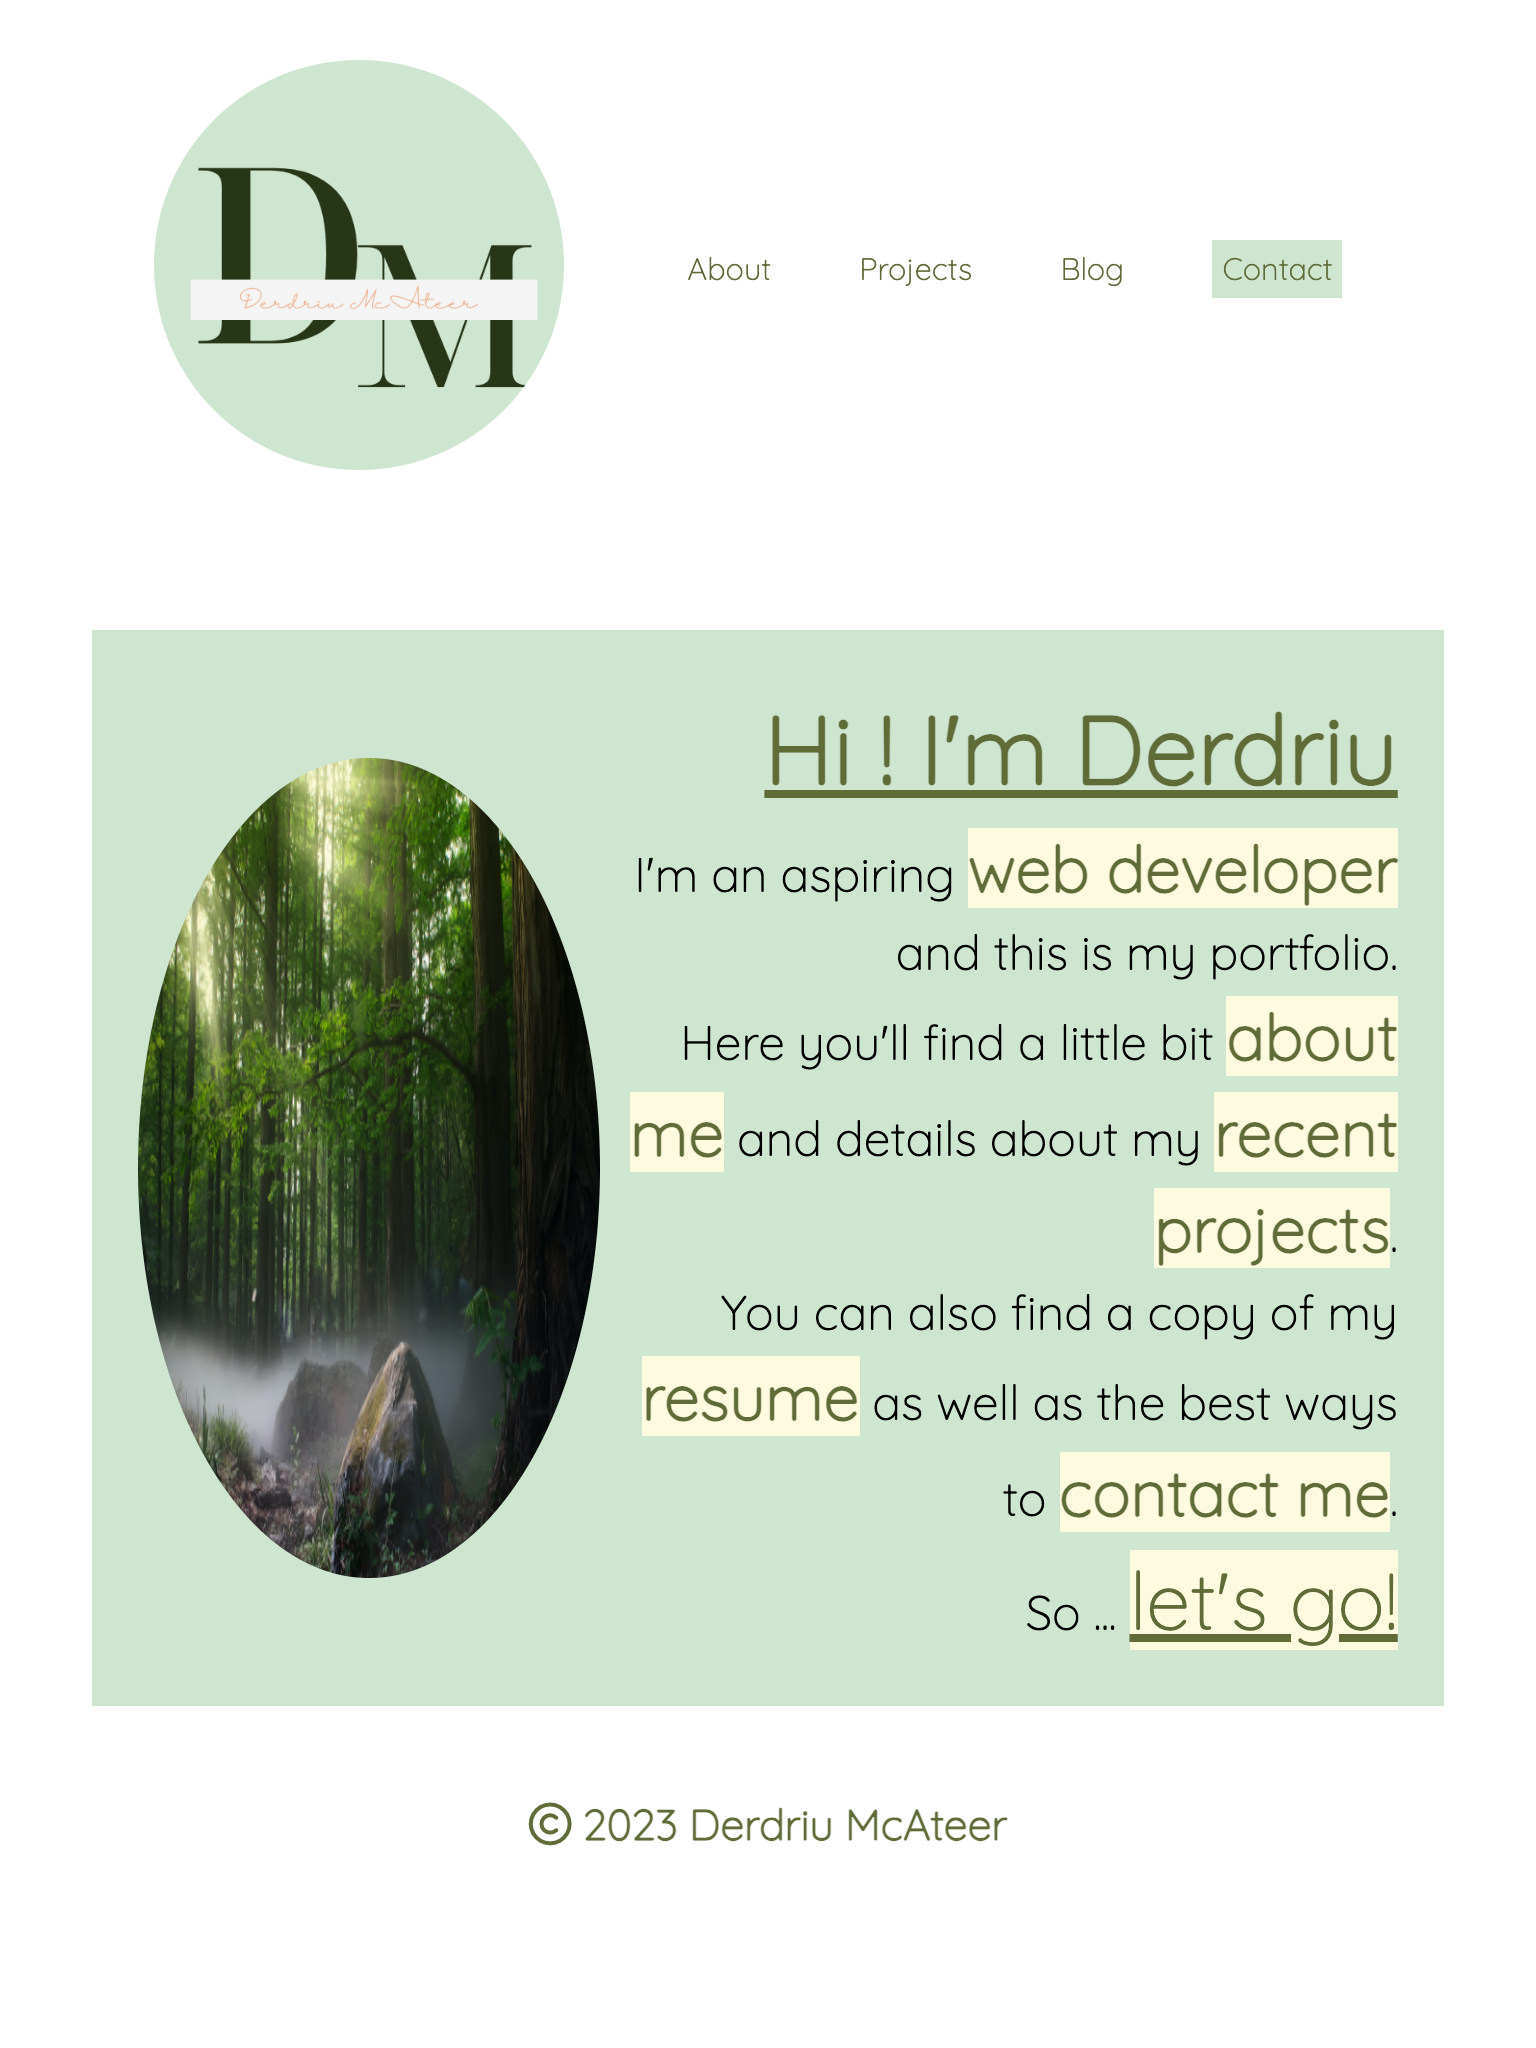 DM
Derdriu McAteer
About Projects Blog Contact
Hi ! I'm Derdriu
I'm an aspiring web developer
and this is my portfolio.
Here you'll find a little bit about
me and details about my recent
projects.
You can also find a copy of my
resume as well as the best ways
to contact me.
So ... let's go!
© 2023 Derdriu McAteer